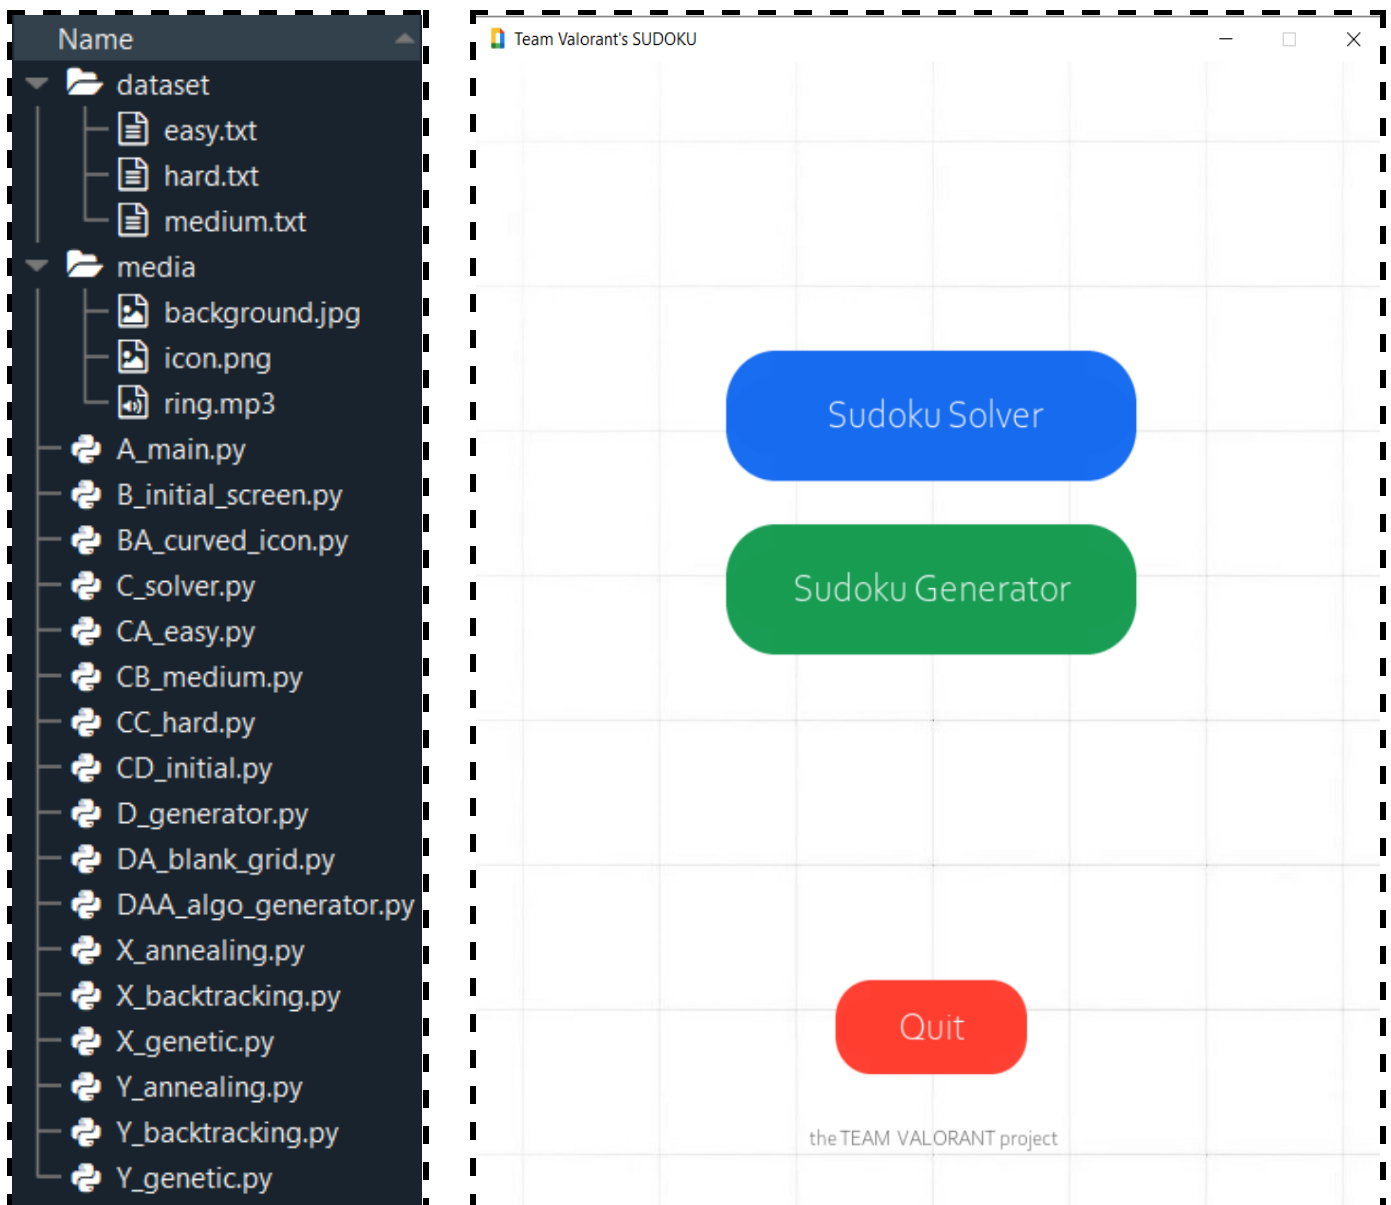 Name
dataset
easy.txt
hard.txt
medium.txt
media
background.jpg
icon.png
ring.mp3
A_main.py
B_initial_screen.py
BA_curved_icon.py
C_solver.py
CA_easy.py
CB_medium.py
CC_hard.py
CD_initial.py
D_generator.py
DA_blank_grid.py
DAA_algo_generator.py
X_annealing.py
X_backtracking.py
X_genetic.py
Y_annealing.py
Y_backtracking.py
Y_genetic.py
Team Valorant's SUDOKU
Sudoku Solver
Sudoku Generator
Quit
the TEAM VALORANT project